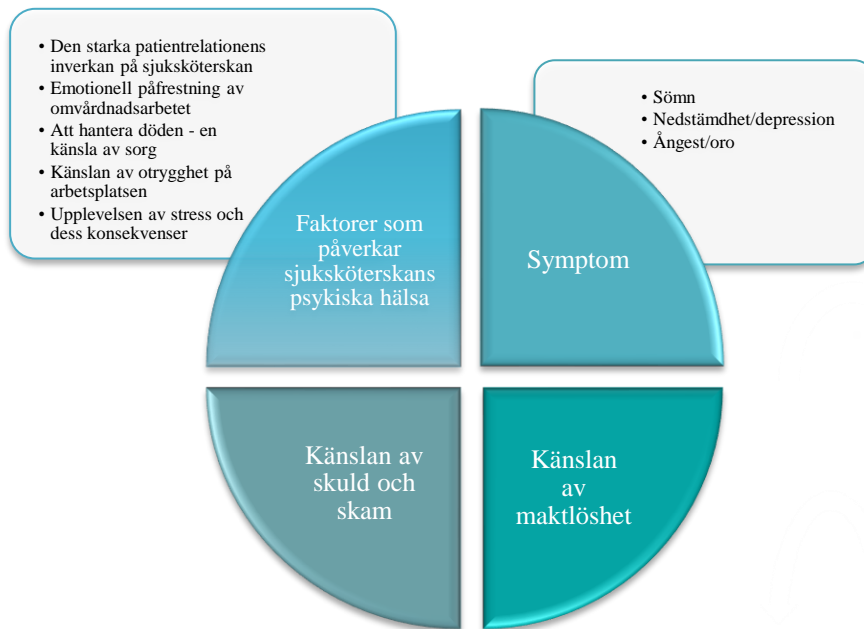 • Den starka patientrelationens
inverkan på sjuksköterskan
• Emotionell påfrestning av
omvårdnadsarbetet
• Att hantera döden - en
känsla av sorg
• Känslan av otrygghet på
arbetsplatsen
• Upplevelsen av stress och
dess konsekvenser
• Sömn
• Nedstämdhet/depression
• Ångest/oro
Faktorer som
påverkar
sjuksköterskans
psykiska hälsa
Symptom
Känslan av
skuld och
skam
Känslan
av
maktlöshet